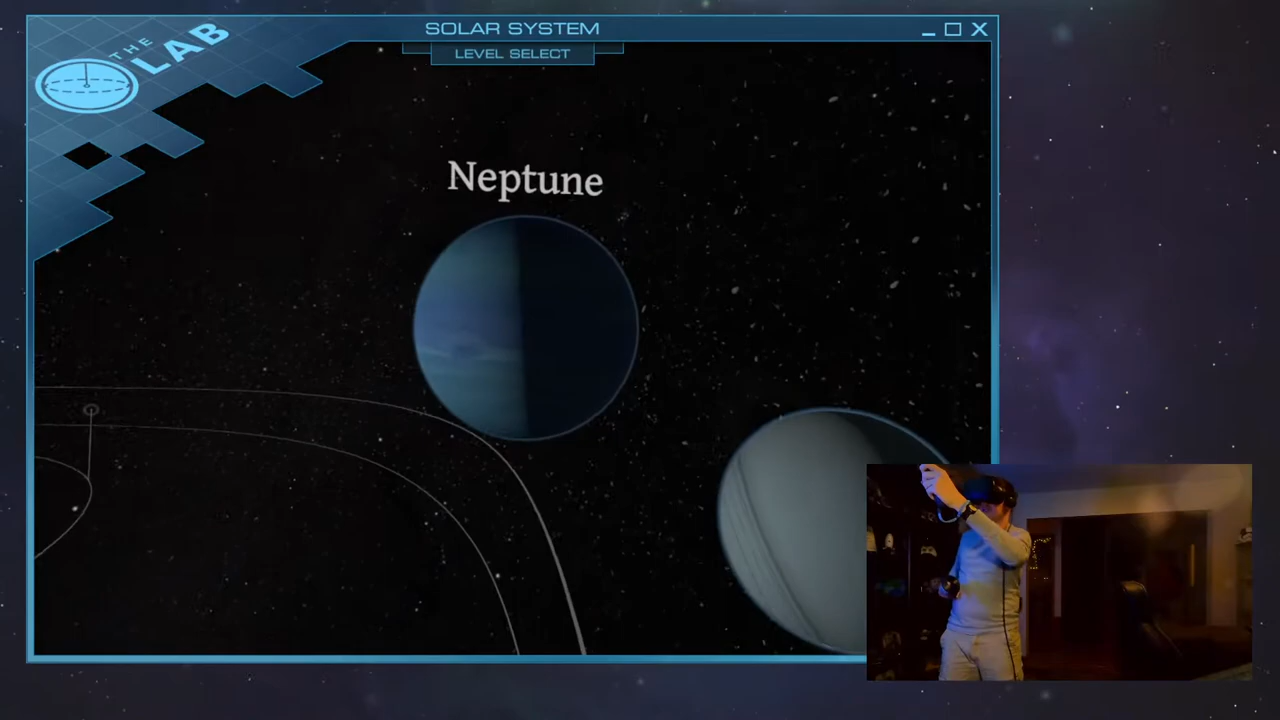 THE
LAB
SOLAR SYSTEM
LEVEL SELECT
Neptune